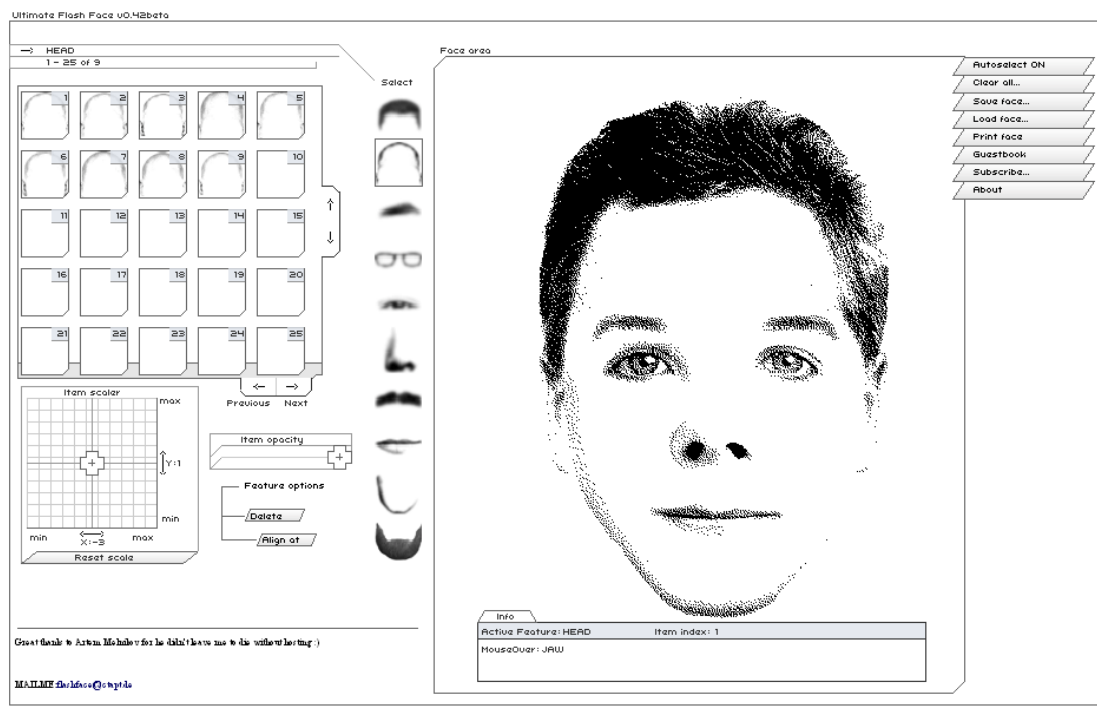 Ultimate Flash Face v0.42beta
HEAD
1 - 25 of 9
Select
1 2 3 4 5
6 7 8 9 10
11 12 13 14 15
16 17 18 19 20
21 22 23 24 25
Previous Next
Item scaler
max
Y:1
min
min X:-3 max
Reset scale
Item opacity
Feature options
Delete
Align at
Great thanks to Artem Melnikov for he didn't leave me to die without hosting :)
MAILME:
Face area
Autoselect ON
Clear all...
Save face...
Load face...
Print face
Guestbook
Subscribe...
About
Info
Active Feature: HEAD Item index: 1
MouseOver: JAW